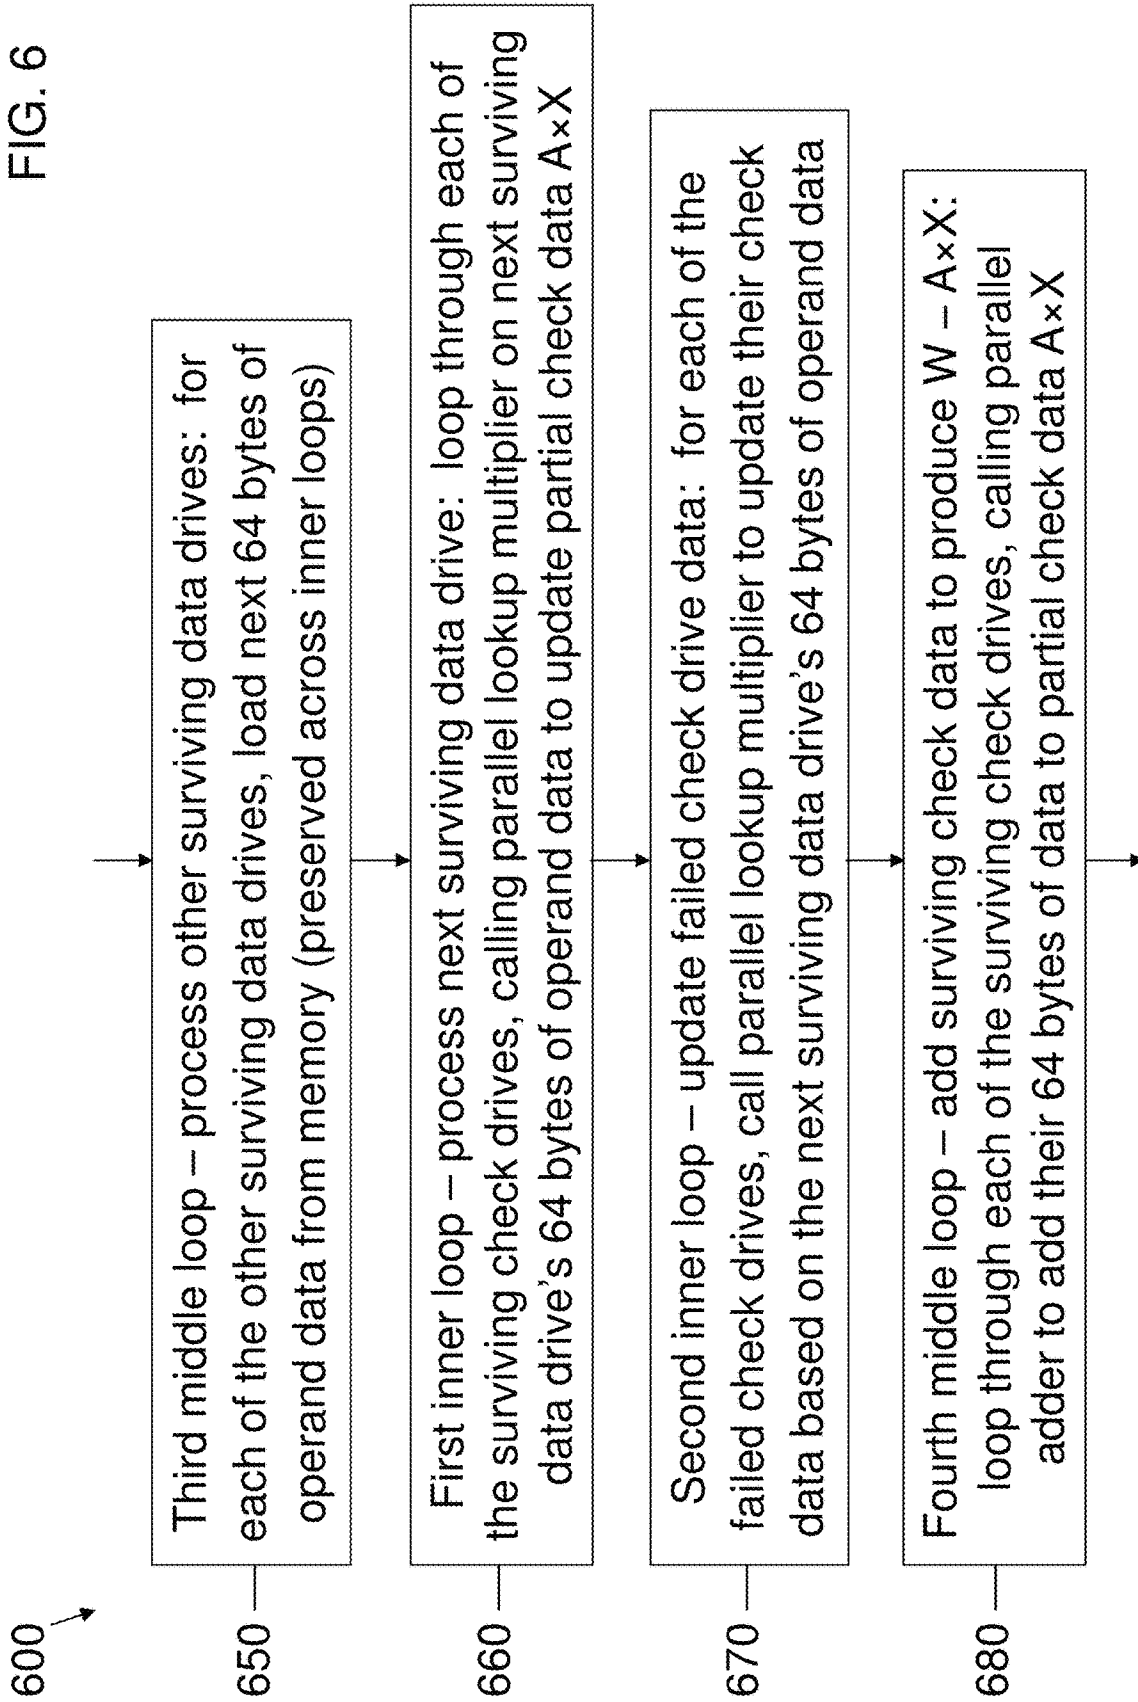 FIG. 6
600
650
Third middle loop – process other surviving data drives: for
each of the other surviving data drives, load next 64 bytes of
operand data from memory (preserved across inner loops)
660
First inner loop – process next surviving data drive: loop through each of
the surviving check drives, calling parallel lookup multiplier on next surviving
data drive's 64 bytes of operand data to update partial check data A×X
670
Second inner loop – update failed check drive data: for each of the
failed check drives, call parallel lookup multiplier to update their check
data based on the next surviving data drive's 64 bytes of operand data
680
Fourth middle loop – add surviving check data to produce W – A×X:
loop through each of the surviving check drives, calling parallel
adder to add their 64 bytes of data to partial check data A×X